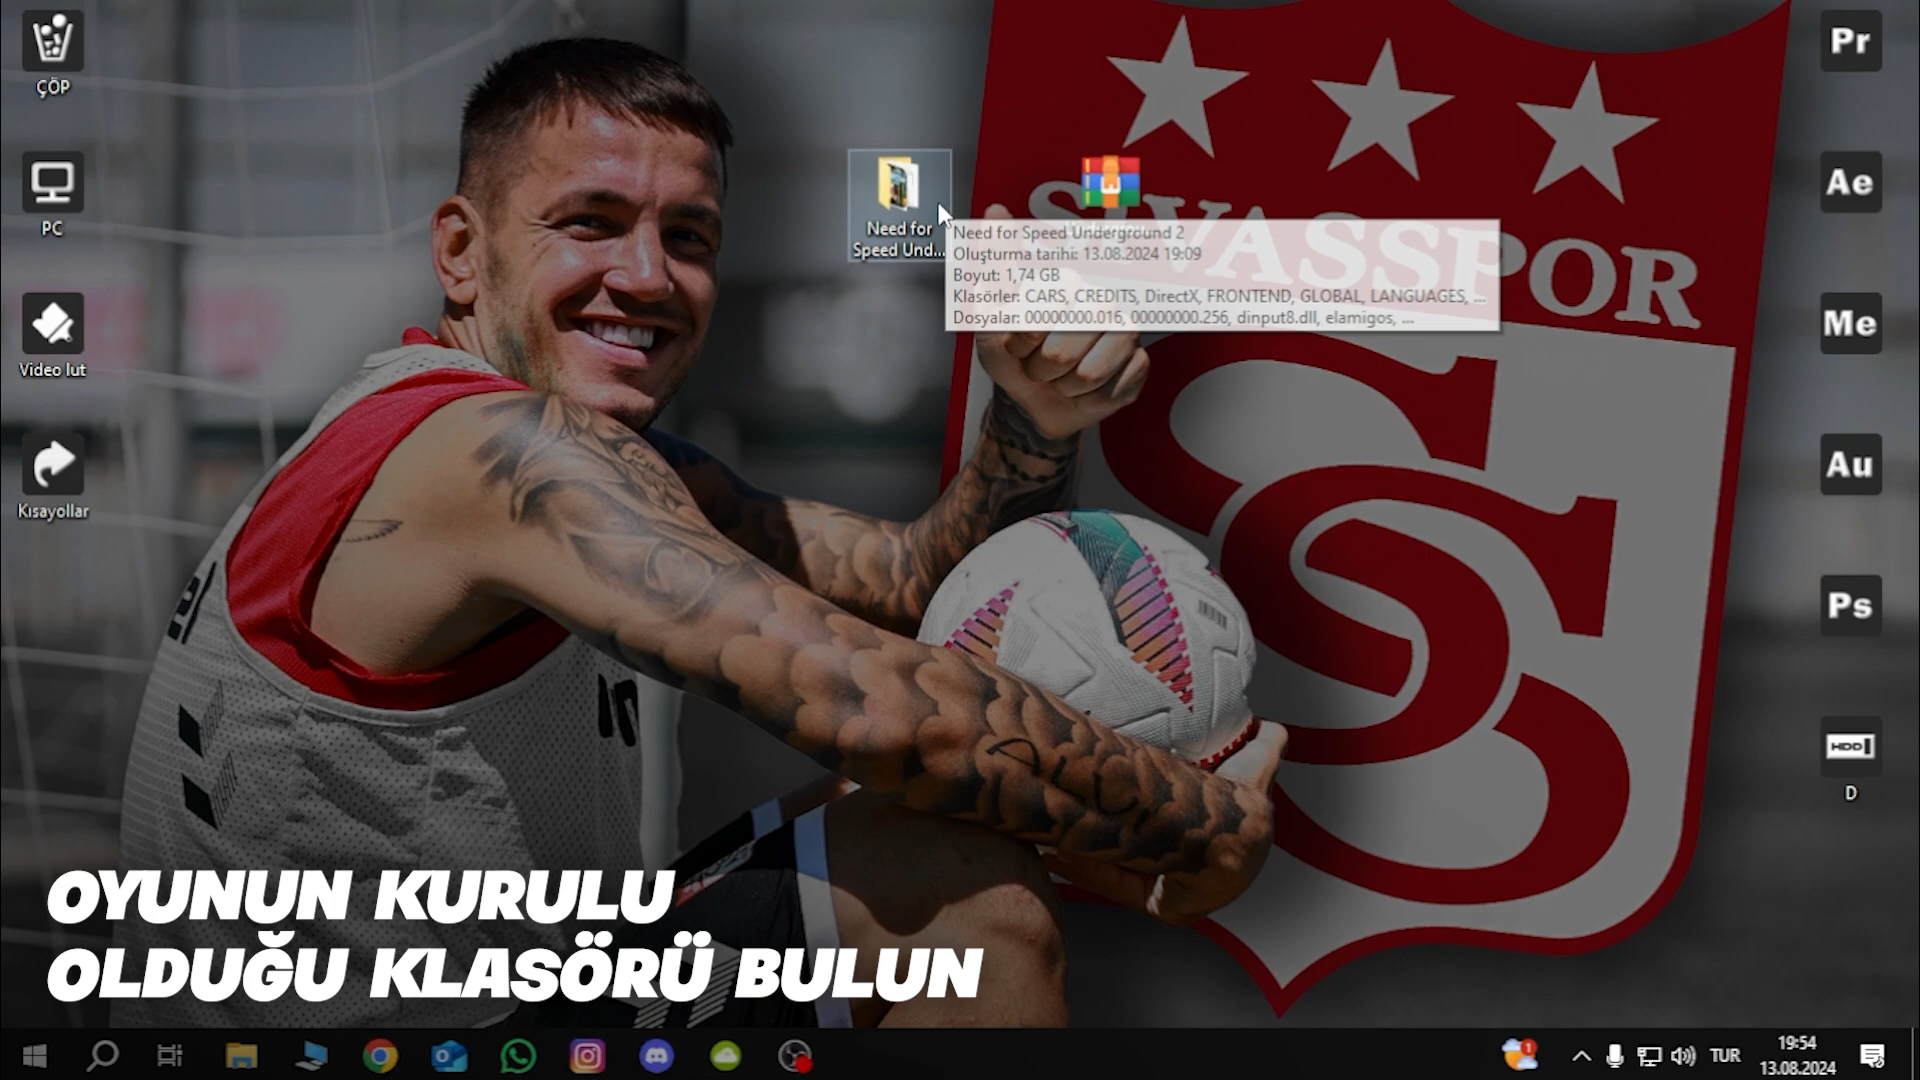 ÇÖP
PC
Video lut
Kısayollar
Need for
Speed Und...
Need for Speed Underground 2
Oluşturma tarihi: 13.08.2024 19:09
Boyut: 1,74 GB
Klasörler: CARS, CREDITS, DirectX, FRONTEND, GLOBAL, LANGUAGES, ...
Dosyalar: 00000000.016, 00000000.256, dinput8.dll, elamigos, ...
SİVASSPOR
Pr
Ae
Me
Au
Ps
HDD
D
OYUNUN KURULU
OLDUĞU KLASÖRÜ BULUN
1
TUR
19:54
13.08.2024